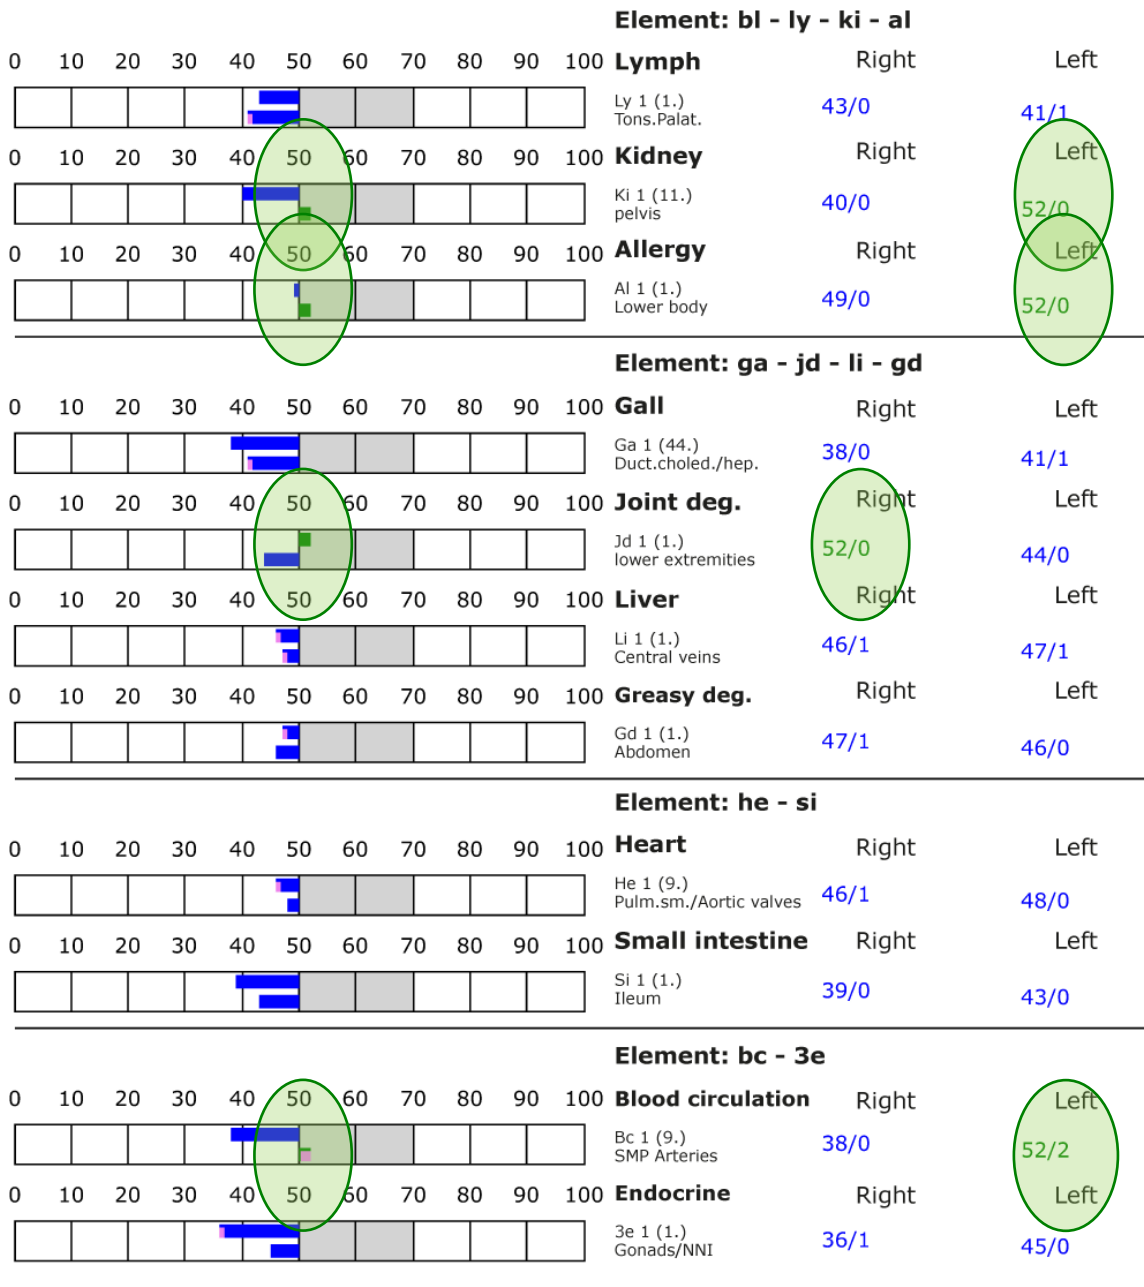 Element: bl - ly - ki - al
0 10 20 30 40 50 60 70 80 90 100 Lymph Right Left
Ly 1 (1.) 43/0 41/1
Tons.Palat.
0 10 20 30 40 50 60 70 80 90 100 Kidney Right Left
Ki 1 (11.) 40/0 52/0
pelvis
0 10 20 30 40 50 60 70 80 90 100 Allergy Right Left
Al 1 (1.) 49/0 52/0
Lower body
Element: ga - jd - li - gd
0 10 20 30 40 50 60 70 80 90 100 Gall Right Left
Ga 1 (44.) 38/0 41/1
Duct.choled./hep.
0 10 20 30 40 50 60 70 80 90 100 Joint deg. Right Left
Jd 1 (1.) 52/0 44/0
lower extremities
0 10 20 30 40 50 60 70 80 90 100 Liver Right Left
Li 1 (1.) 46/1 47/1
Central veins
0 10 20 30 40 50 60 70 80 90 100 Greasy deg. Right Left
Gd 1 (1.) 47/1 46/0
Abdomen
Element: he - si
0 10 20 30 40 50 60 70 80 90 100 Heart Right Left
He 1 (9.) 46/1 48/0
Pulm.sm./Aortic valves
0 10 20 30 40 50 60 70 80 90 100 Small intestine Right Left
Si 1 (1.) 39/0 43/0
Ileum
Element: bc - 3e
0 10 20 30 40 50 60 70 80 90 100 Blood circulation Right Left
Bc 1 (9.) 38/0 52/2
SMP Arteries
0 10 20 30 40 50 60 70 80 90 100 Endocrine Right Left
3e 1 (1.) 36/1 45/0
Gonads/NNI